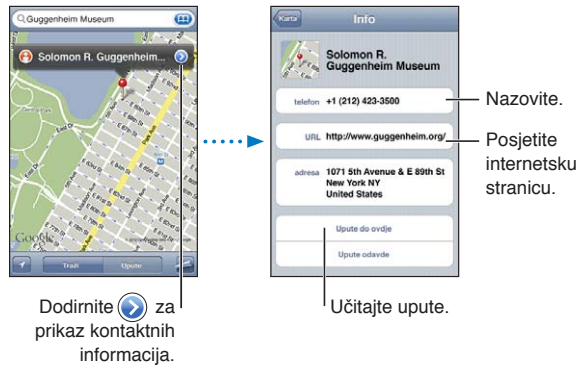 Guggenheim Museum
Solomon R. Guggenheim...
Google
Traži
Upute
Dodirnite za
prikaz kontaktnih
informacija.
Karta
Info
Solomon R.
Guggenheim Museum
telefon +1 (212) 423-3500
URL http://www.guggenheim.org/
adresa 1071 5th Avenue & E 89th St
New York NY
United States
Upute do ovdje
Upute odavde
Nazovite.
Posjetite
internetsku
stranicu.
Učitajte upute.